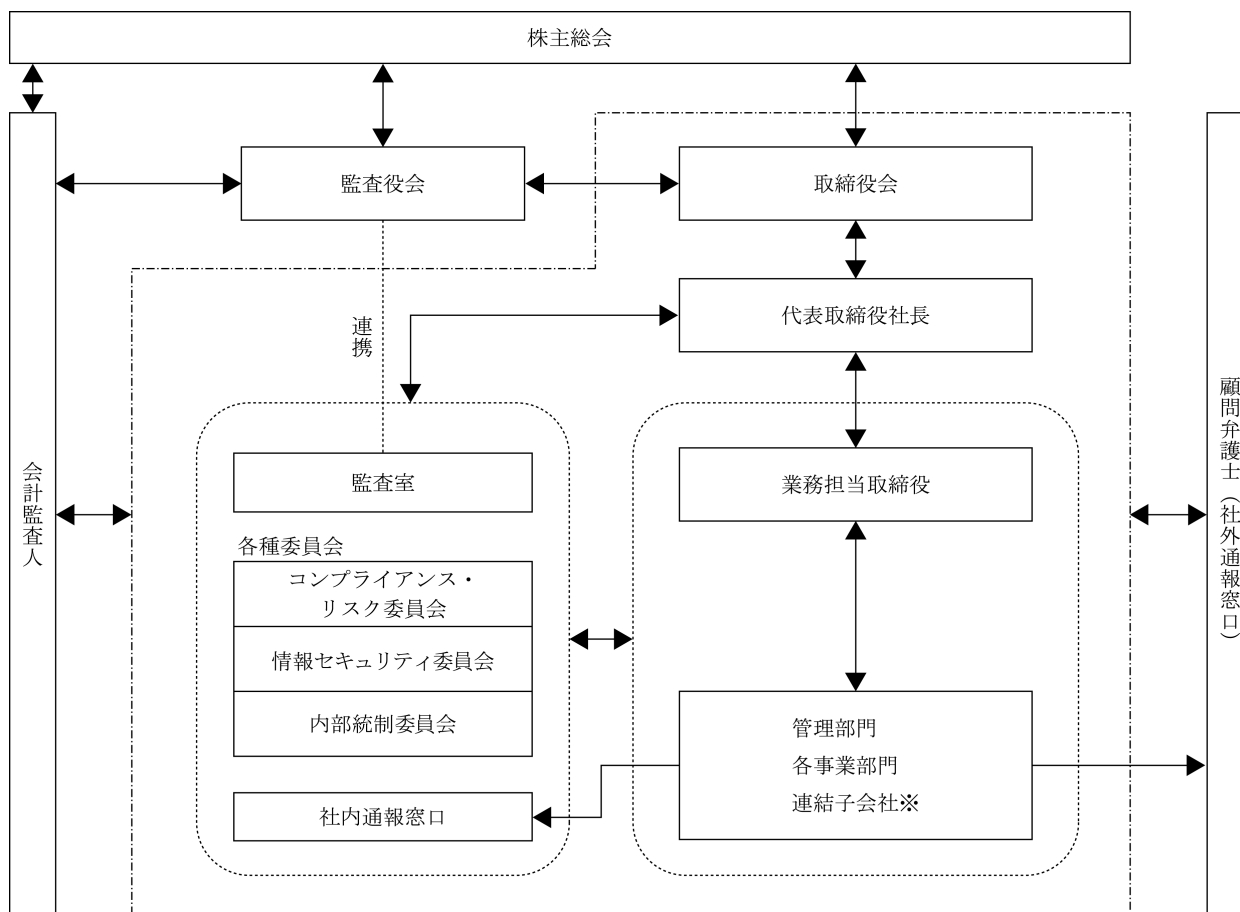 株主総会
監査役会
取締役会
代表取締役社長
連携
監査室
業務担当取締役
各種委員会
コンプライアンス・
リスク委員会
情報セキュリティ委員会
内部統制委員会
管理部門
各事業部門
連結子会社※
社内通報窓口
会計監査人
顧問弁護士（社外通報窓口）